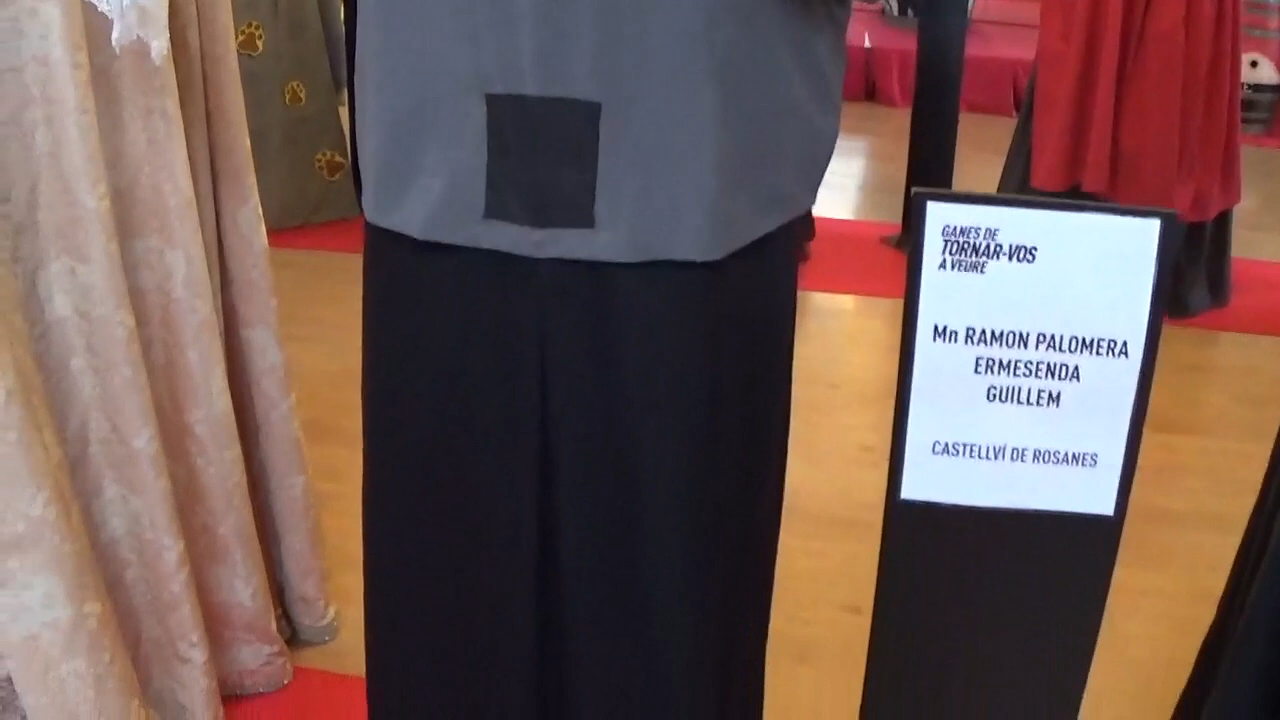 GANES DE
TORNAR-VOS
A VEURE
Mn RAMON PALOMERA
ERMESENDA
GUILLEM
CASTELLVÍ DE ROSANES